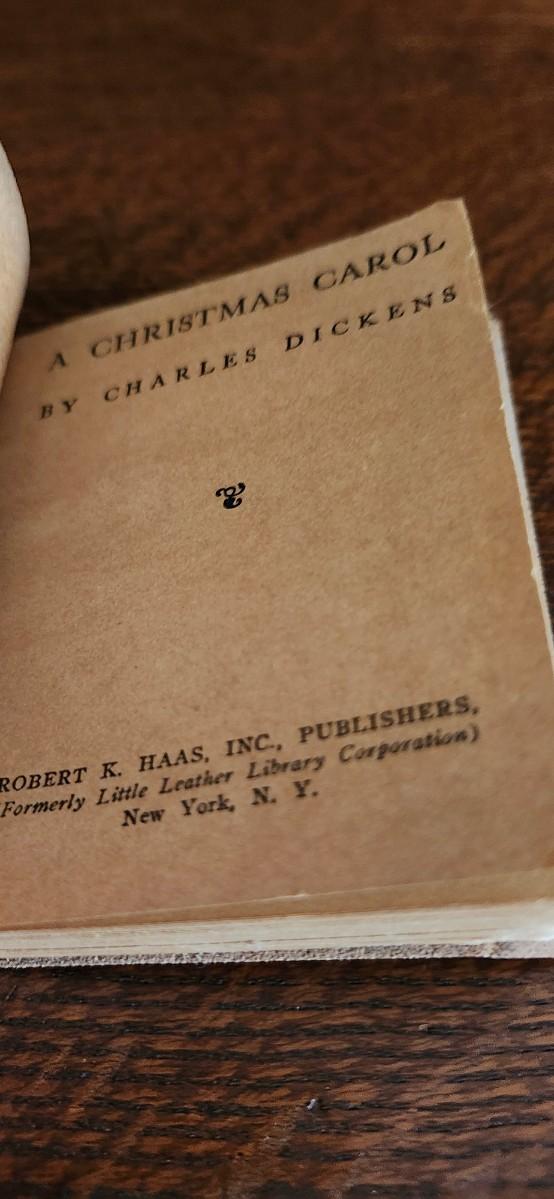 A CHRISTMAS CAROL
BY CHARLES DICKENS
ROBERT K. HAAS, INC., PUBLISHERS,
(Formerly Little Leather Library Corporation)
New York, N. Y.